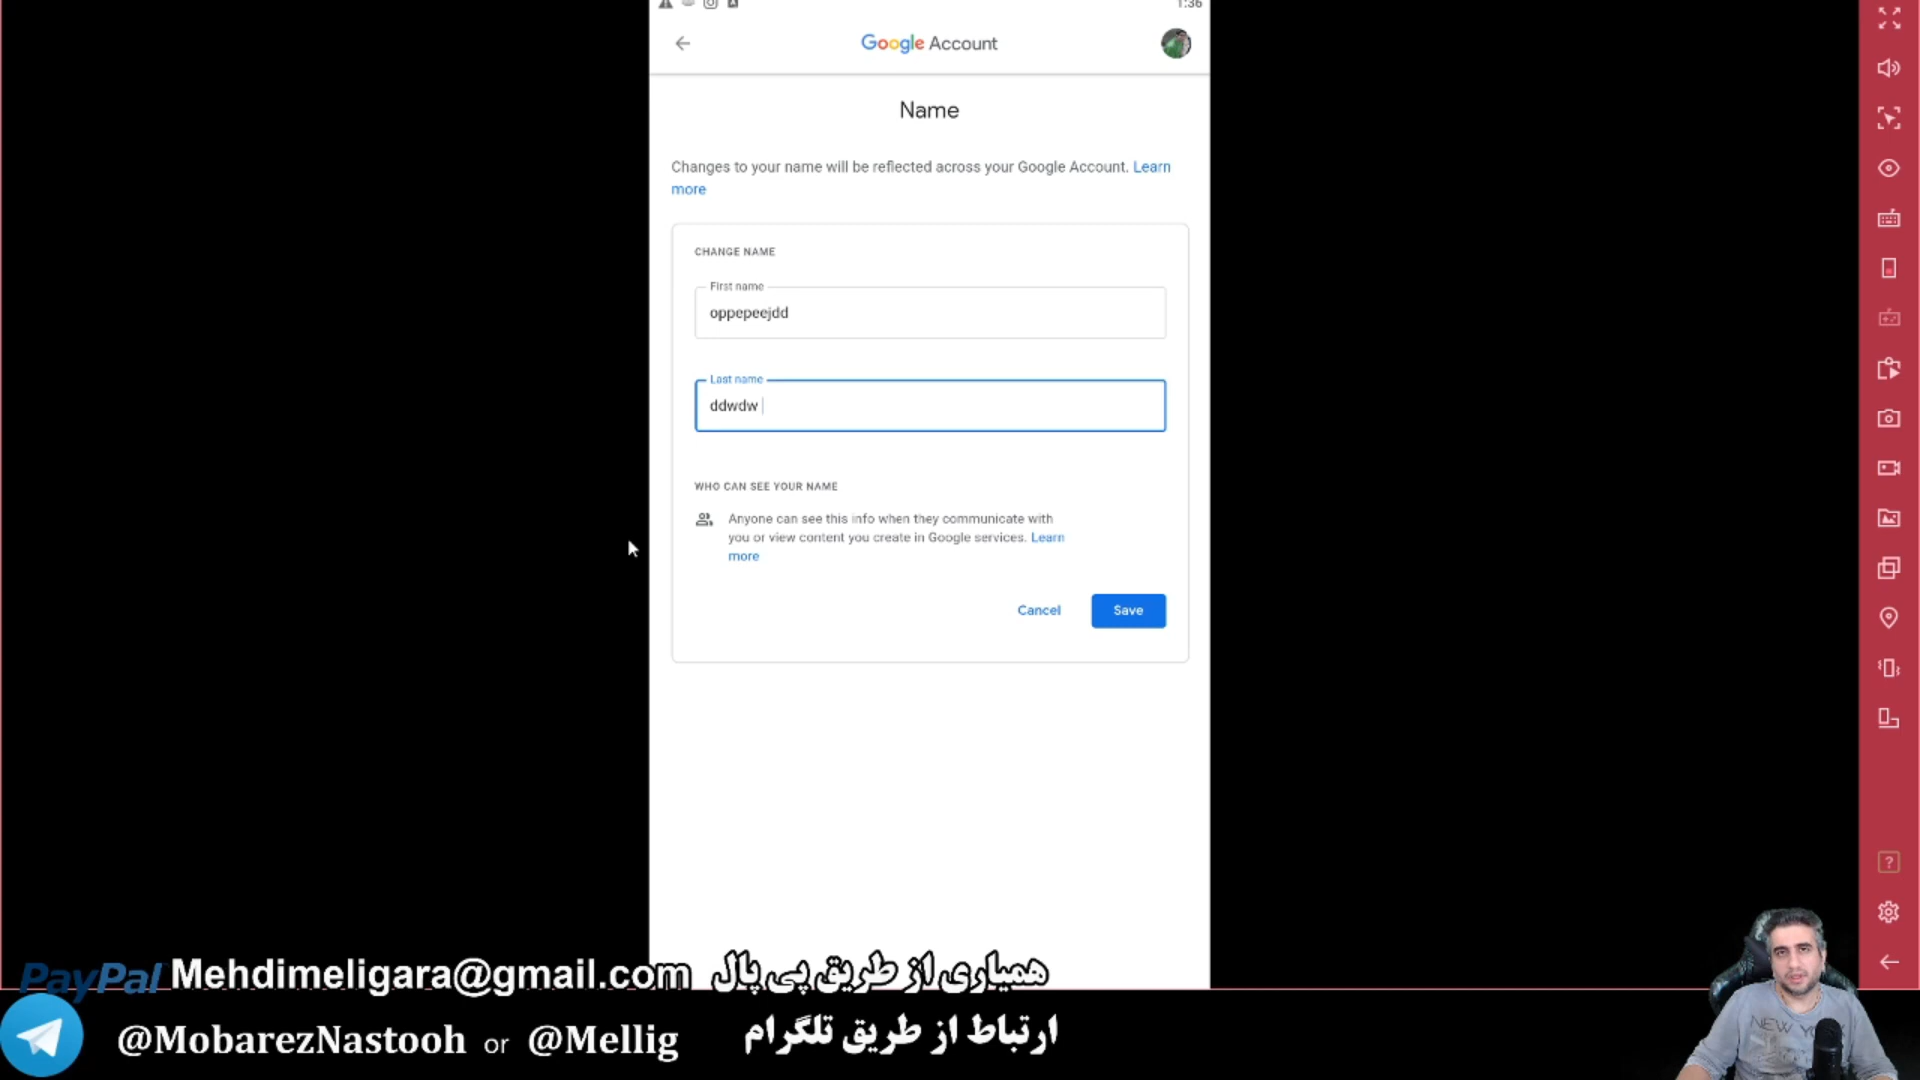 1:36
Google Account
Name
Changes to your name will be reflected across your Google Account. Learn
more
CHANGE NAME
First name
oppepeejdd
Last name
ddwdw
WHO CAN SEE YOUR NAME
Anyone can see this info when they communicate with
you or view content you create in Google services. Learn
more
Cancel
Save
PayPal Mehdimeligara@gmail.com همیاری از طریق پی پال
@MobarezNastooh or @Mellig ارتباط از طریق تلگرام
NEW YO